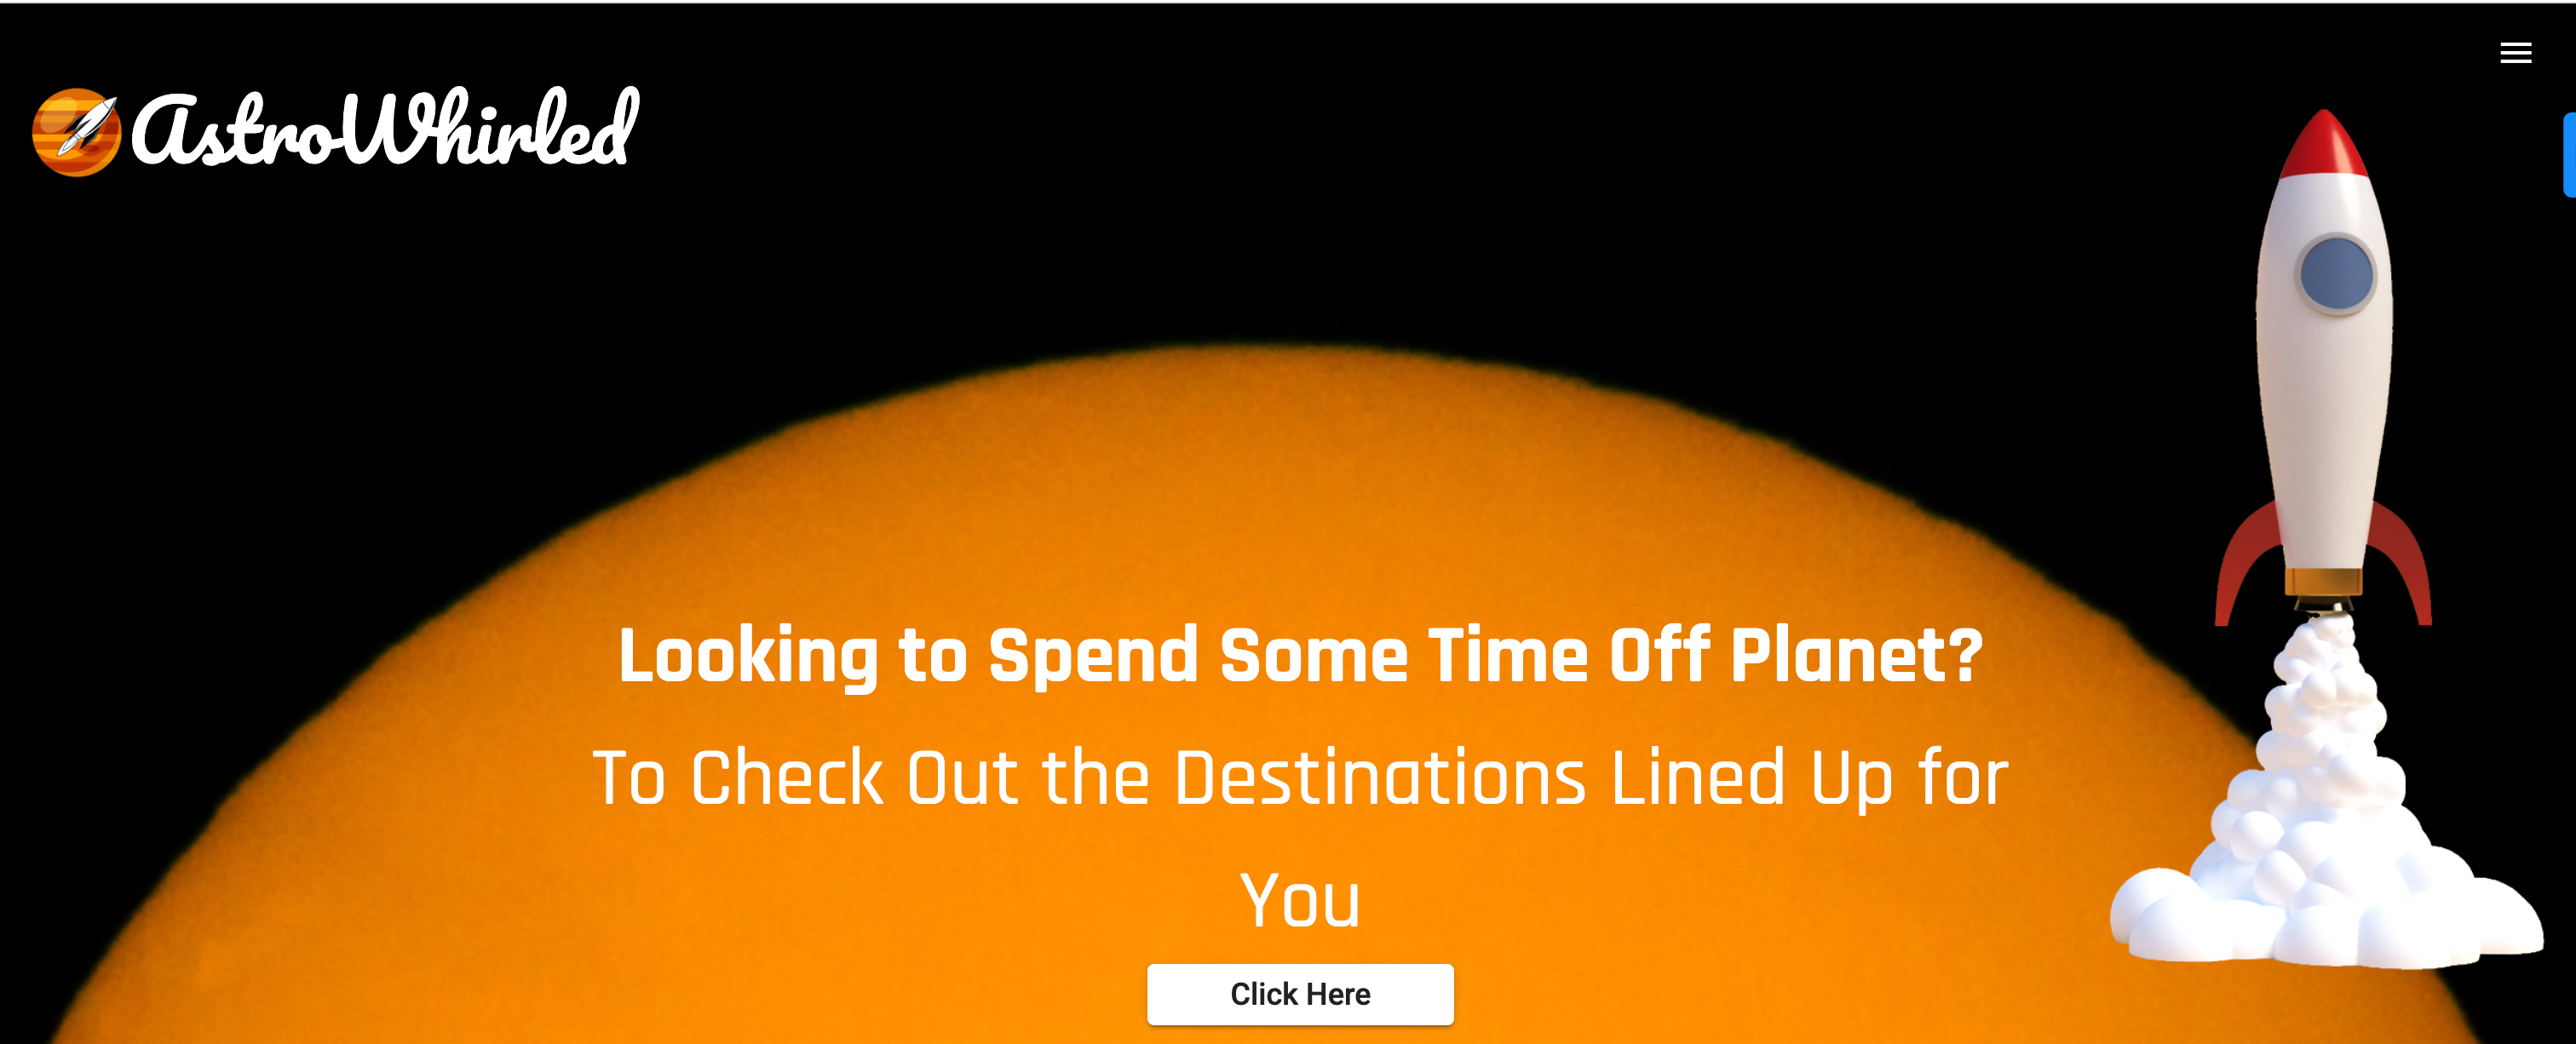 AstroWhirled
Looking to Spend Some Time Off Planet?
To Check Out the Destinations Lined Up for
You
Click Here